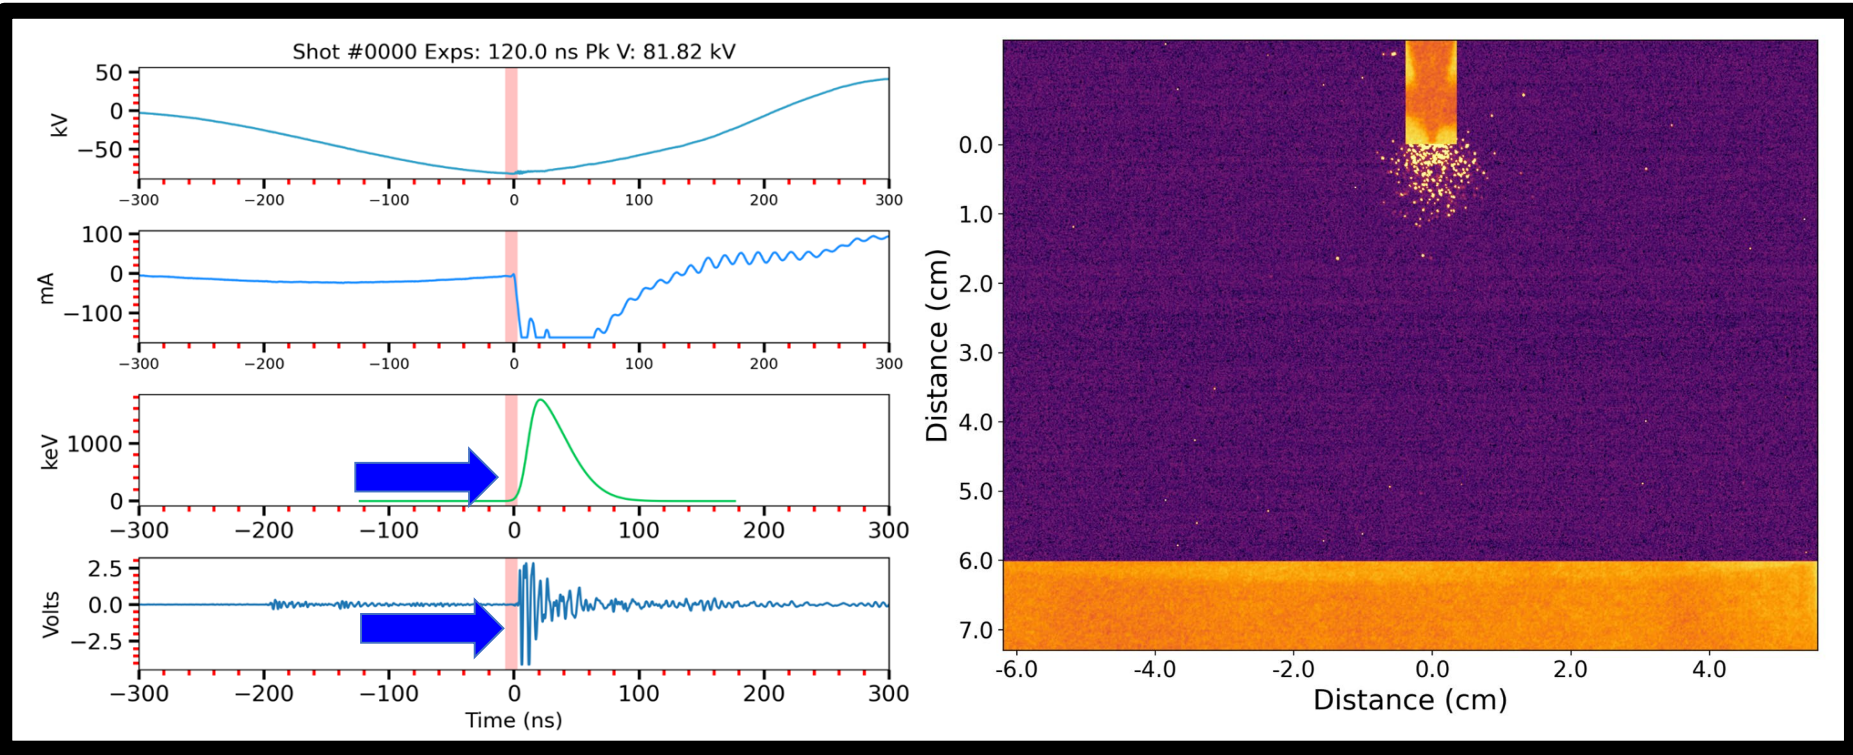 Shot #0000 Exps: 120.0 ns Pk V: 81.82 kV
kV
50
0
−50
−300 −200 −100 0 100 200 300
mA
100
0
−100
−300 −200 −100 0 100 200 300
keV
1000
0
−300 −200 −100 0 100 200 300
Volts
2.5
0.0
−2.5
−300 −200 −100 0 100 200 300
Time (ns)
Distance (cm)
0.0
1.0
2.0
3.0
4.0
5.0
6.0
7.0
-6.0 -4.0 -2.0 0.0 2.0 4.0
Distance (cm)